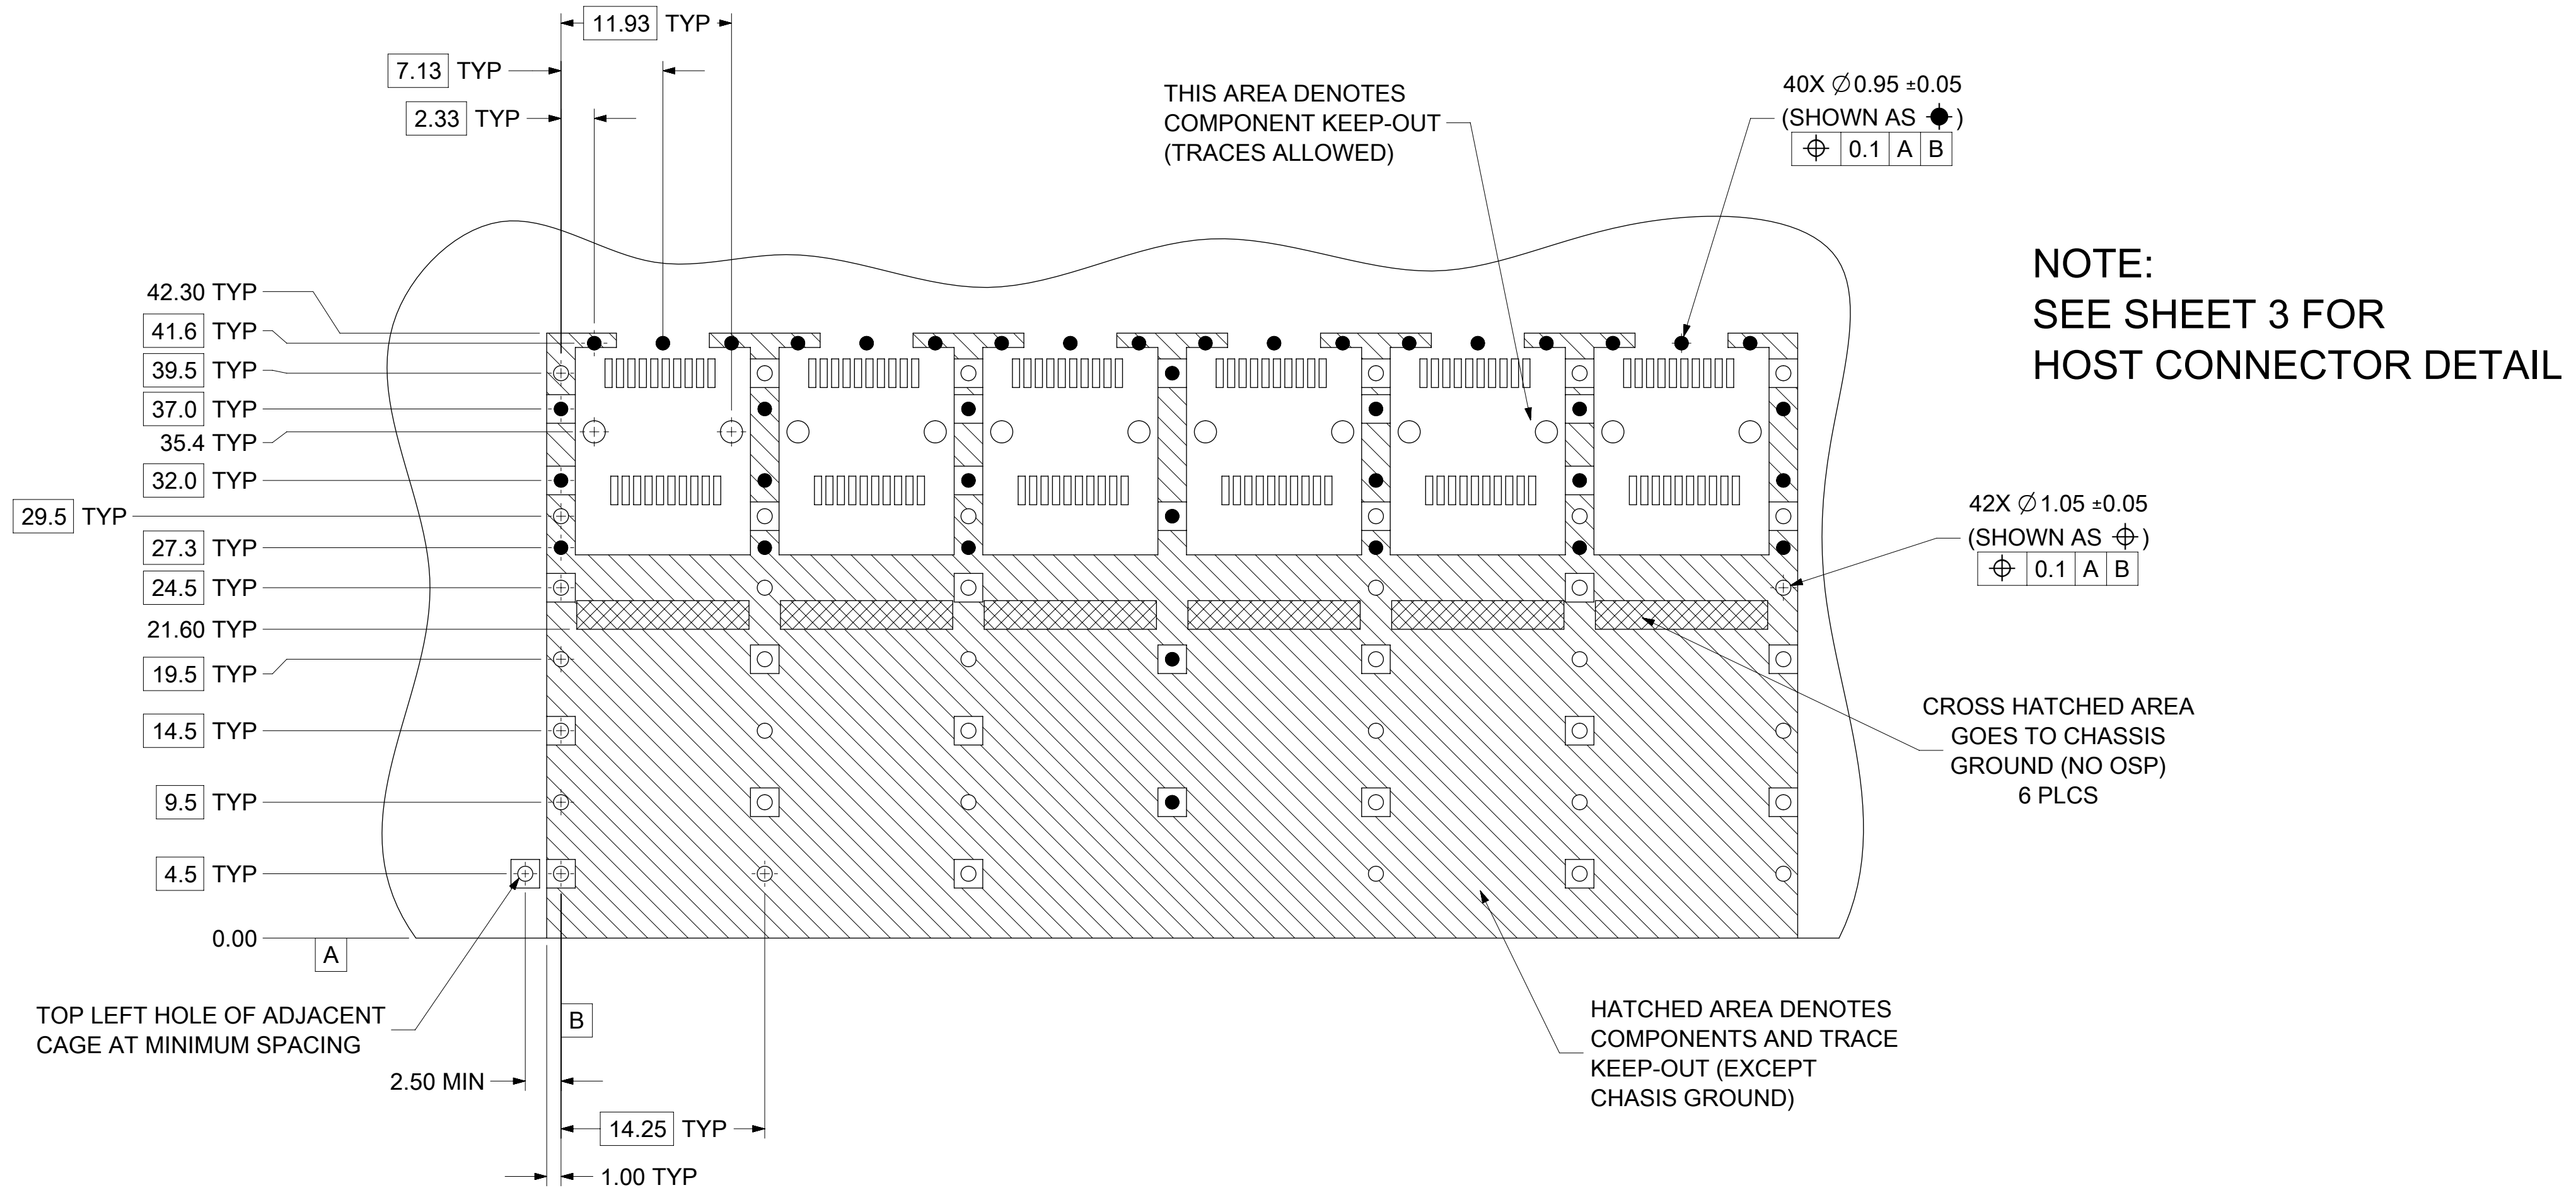 11.93 TYP
7.13 TYP
2.33 TYP
THIS AREA DENOTES
COMPONENT KEEP-OUT
(TRACES ALLOWED)
40X ∅0.95 ±0.05
(SHOWN AS ⌖)
⌖ 0.1 A B
NOTE:
SEE SHEET 3 FOR
HOST CONNECTOR DETAIL
42.30 TYP
41.6 TYP
39.5 TYP
37.0 TYP
35.4 TYP
32.0 TYP
29.5 TYP
27.3 TYP
24.5 TYP
21.60 TYP
19.5 TYP
14.5 TYP
9.5 TYP
4.5 TYP
0.00
A
42X ∅1.05 ±0.05
(SHOWN AS ⌖)
⌖ 0.1 A B
CROSS HATCHED AREA
GOES TO CHASSIS
GROUND (NO OSP)
6 PLCS
TOP LEFT HOLE OF ADJACENT
CAGE AT MINIMUM SPACING
B
2.50 MIN
14.25 TYP
1.00 TYP
HATCHED AREA DENOTES
COMPONENTS AND TRACE
KEEP-OUT (EXCEPT
CHASIS GROUND)